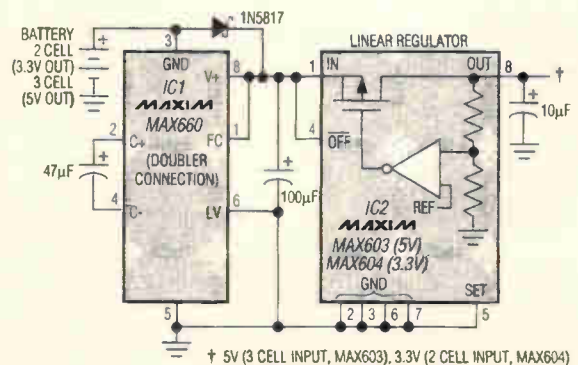 BATTERY
2 CELL
(3.3V OUT)
3 CELL
(5V OUT)
+
1N5817
3
GND
IC1
MAXIM
MAX660
(DOUBLER
CONNECTION)
V+
8
FC
1
LV
6
2
C+
+
47µF
4
C-
5
+
100µF
LINEAR REGULATOR
1
IN
OUT
8
†
4
OFF
+
10µF
REF
IC2
MAXIM
MAX603 (5V)
MAX604 (3.3V)
GND
SET
2
3
6
7
5
† 5V (3 CELL INPUT, MAX603), 3.3V (2 CELL INPUT, MAX604)